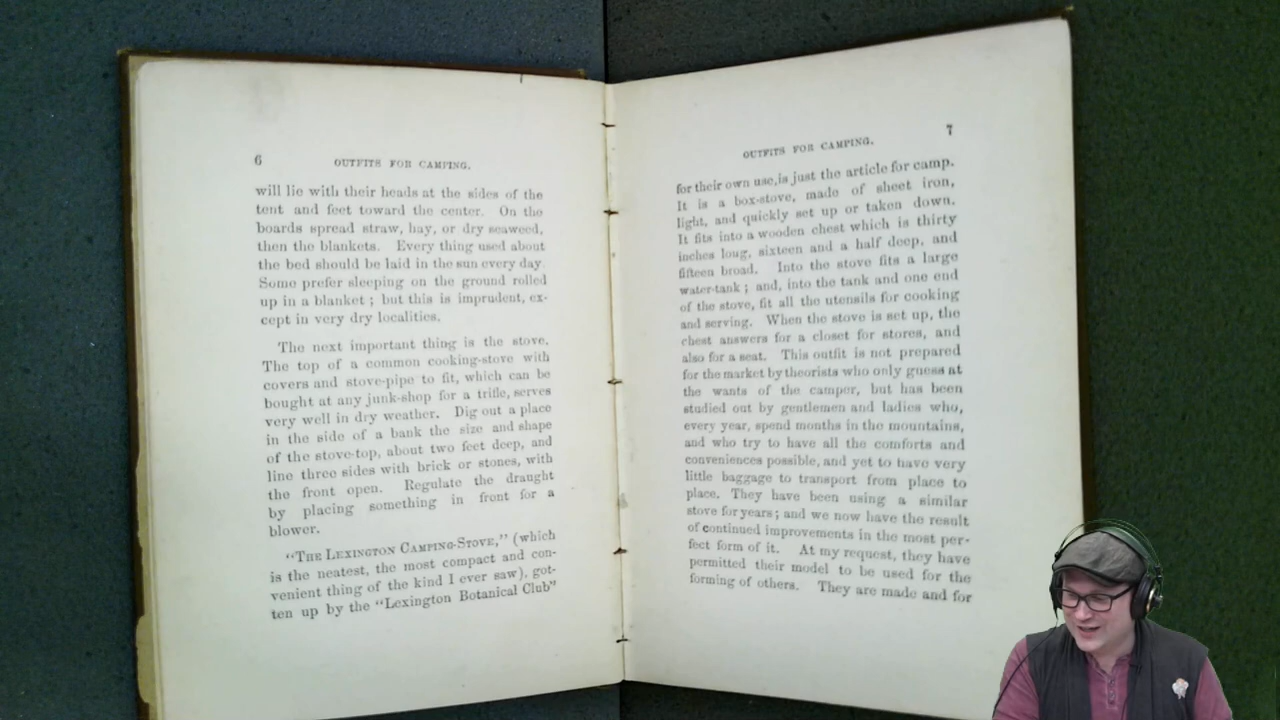 6
OUTFITS FOR CAMPING.
will lie with their heads at the sides of the
tent and feet toward the center. On the
boards spread straw, hay, or dry seaweed,
then the blankets. Every thing used about
the bed should be laid in the sun every day.
Some prefer sleeping on the ground rolled
up in a blanket; but this is imprudent, ex-
cept in very dry localities.
The next important thing is the stove.
The top of a common cooking-stove with
covers and stove-pipe to fit, which can be
bought at any junk-shop for a trifle, serves
very well in dry weather. Dig out a place
in the side of a bank the size and shape
of the stove-top, about two feet deep, and
line three sides with brick or stones, with
the front open. Regulate the draught
by placing something in front for a
blower.
"THE LEXINGTON CAMPING-STOVE," (which
is the neatest, the most compact and con-
venient thing of the kind I ever saw), got-
ten up by the "Lexington Botanical Club"
OUTFITS FOR CAMPING.
7
for their own use, is just the article for camp.
It is a box-stove, made of sheet iron,
light, and quickly set up or taken down.
It fits into a wooden chest which is thirty
inches long, sixteen and a half deep, and
fifteen broad. Into the stove fits a large
water-tank; and, into the tank and one end
of the stove, fit all the utensils for cooking
and serving. When the stove is set up, the
chest answers for a closet for stores, and
also for a seat. This outfit is not prepared
for the market by theorists who only guess at
the wants of the camper, but has been
studied out by gentlemen and ladies who,
every year, spend months in the mountains,
and who try to have all the comforts and
conveniences possible, and yet to have very
little baggage to transport from place to
place. They have been using a similar
stove for years; and we now have the result
of continued improvements in the most per-
fect form of it. At my request, they have
permitted their model to be used for the
forming of others. They are made and for